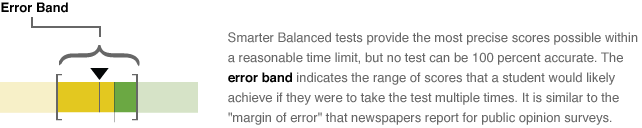 Error Band
Smarter Balanced tests provide the most precise scores possible within
a reasonable time limit, but no test can be 100 percent accurate. The
error band indicates the range of scores that a student would likely
achieve if they were to take the test multiple times. It is similar to the
"margin of error" that newspapers report for public opinion surveys.